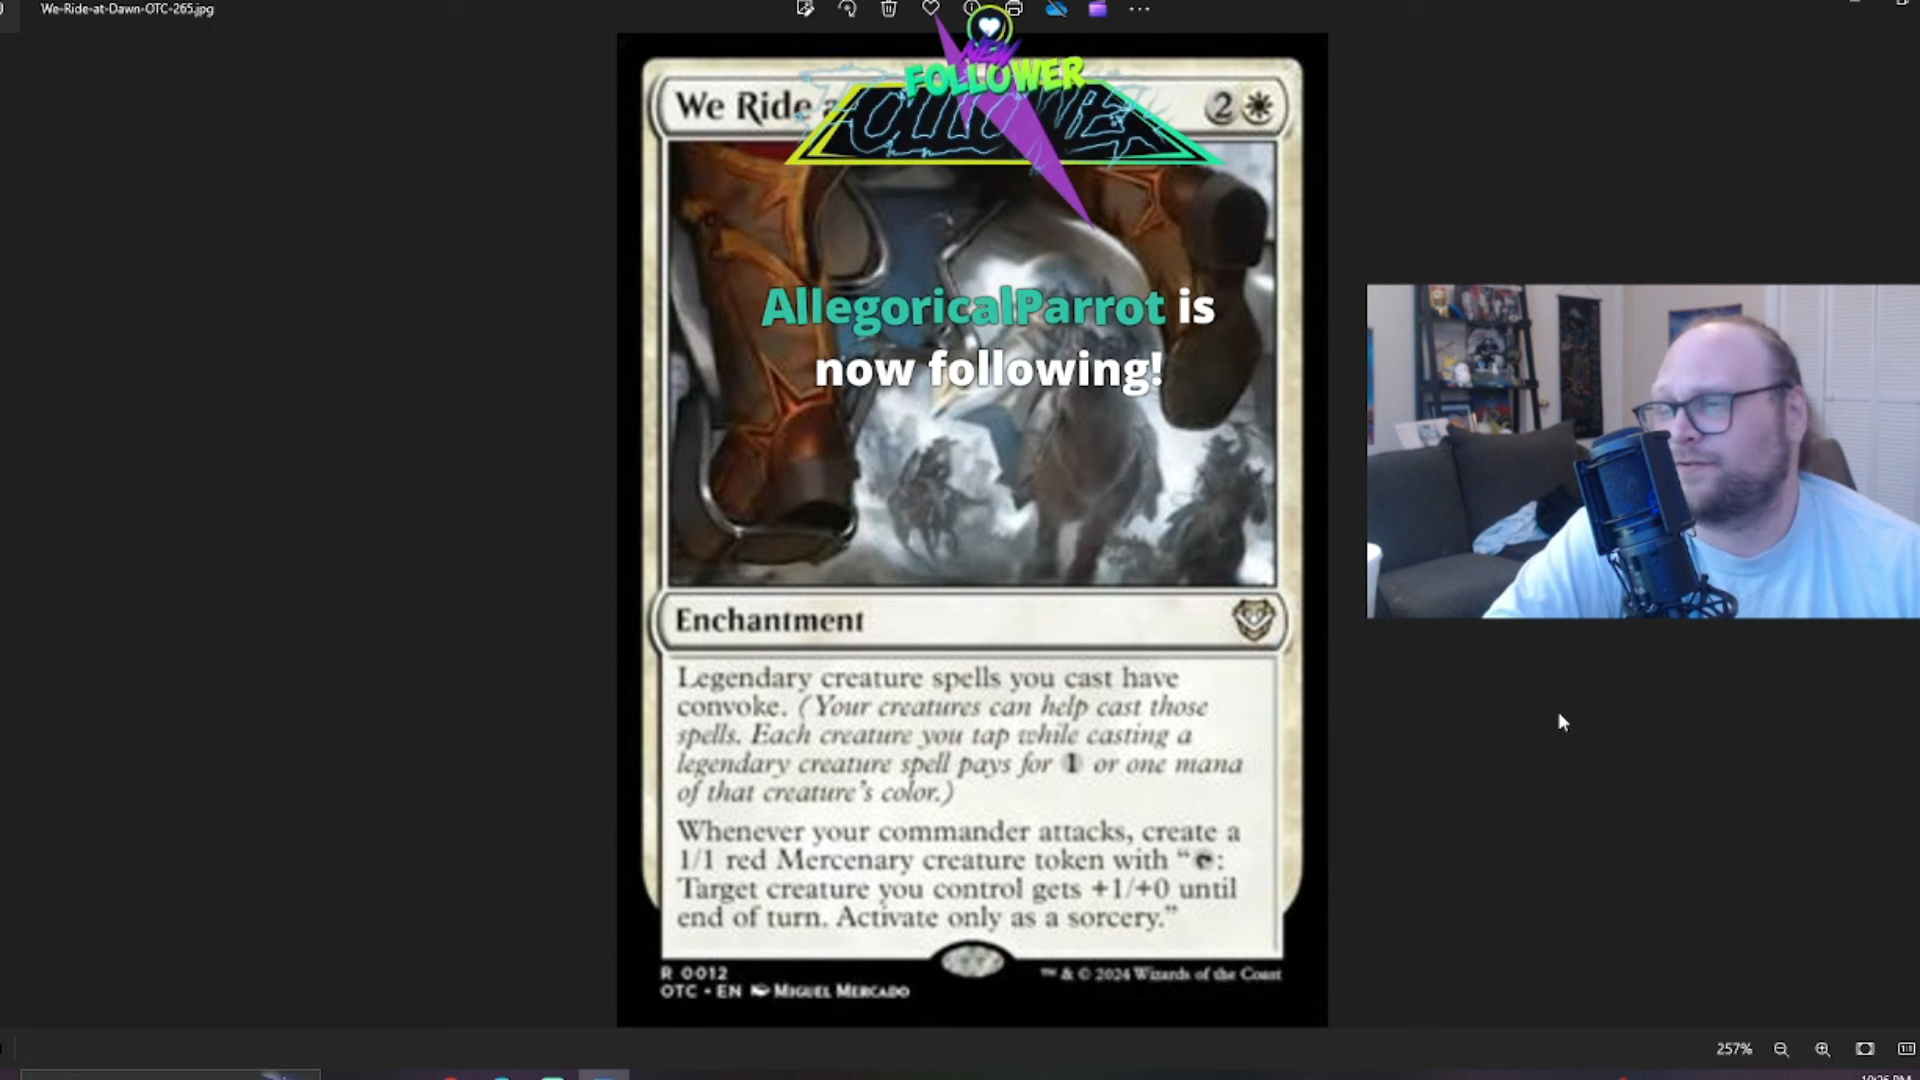 We-Ride-at-Dawn-OTC-265.jpg
NEW
FOLLOWER
We Ride a
2
AllegoricalParrot is
now following!
Enchantment
Legendary creature spells you cast have
convoke. (Your creatures can help cast those
spells. Each creature you tap while casting a
legendary creature spell pays for 1 or one mana
of that creature's color.)
Whenever your commander attacks, create a
1/1 red Mercenary creature token with “ :
Target creature you control gets +1/+0 until
end of turn. Activate only as a sorcery.”
R 0012
OTC • EN MIGUEL MERCADO
™ & © 2024 Wizards of the Coast
257%